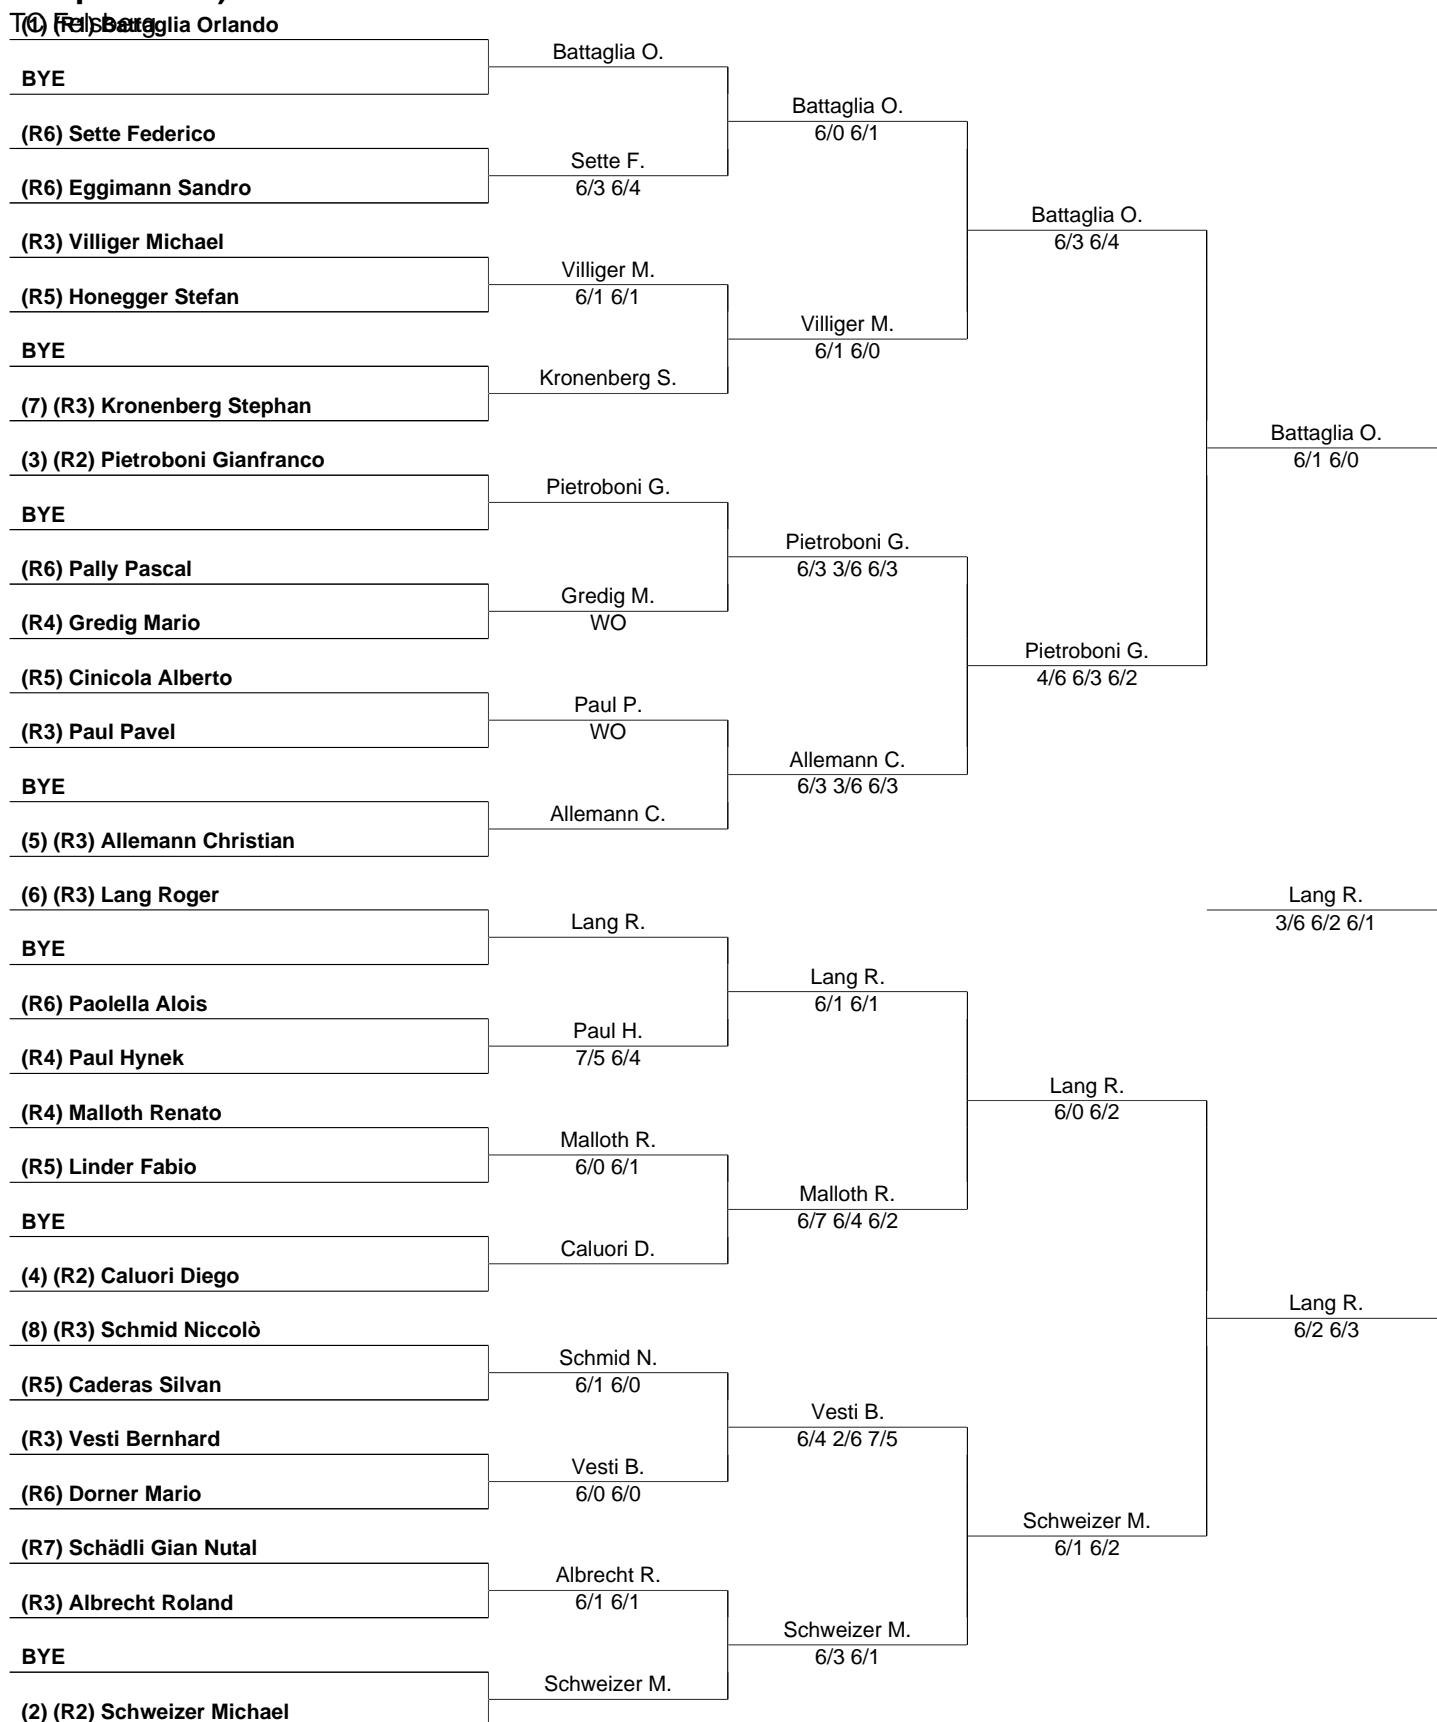 TC Felsberg
(1) (R1) Battaglia Orlando
BYE
(R6) Sette Federico
(R6) Eggimann Sandro
(R3) Villiger Michael
(R5) Honegger Stefan
BYE
(7) (R3) Kronenberg Stephan
(3) (R2) Pietroboni Gianfranco
BYE
(R6) Pally Pascal
(R4) Gredig Mario
(R5) Cinicola Alberto
(R3) Paul Pavel
BYE
(5) (R3) Allemann Christian
(6) (R3) Lang Roger
BYE
(R6) Paolella Alois
(R4) Paul Hynek
(R4) Malloth Renato
(R5) Linder Fabio
BYE
(4) (R2) Caluori Diego
(8) (R3) Schmid Niccolò
(R5) Caderas Silvan
(R3) Vesti Bernhard
(R6) Dorner Mario
(R7) Schädli Gian Nutal
(R3) Albrecht Roland
BYE
(2) (R2) Schweizer Michael
Battaglia O.
Sette F.
6/3 6/4
Villiger M.
6/1 6/1
Kronenberg S.
Pietroboni G.
Gredig M.
WO
Paul P.
WO
Allemann C.
Lang R.
Paul H.
7/5 6/4
Malloth R.
6/0 6/1
Caluori D.
Schmid N.
6/1 6/0
Vesti B.
6/0 6/0
Albrecht R.
6/1 6/1
Schweizer M.
Battaglia O.
6/0 6/1
Villiger M.
6/1 6/0
Pietroboni G.
6/3 3/6 6/3
Allemann C.
6/3 3/6 6/3
Lang R.
6/1 6/1
Malloth R.
6/7 6/4 6/2
Vesti B.
6/4 2/6 7/5
Schweizer M.
6/3 6/1
Battaglia O.
6/3 6/4
Pietroboni G.
4/6 6/3 6/2
Lang R.
6/0 6/2
Schweizer M.
6/1 6/2
Battaglia O.
6/1 6/0
Lang R.
3/6 6/2 6/1
Lang R.
6/2 6/3